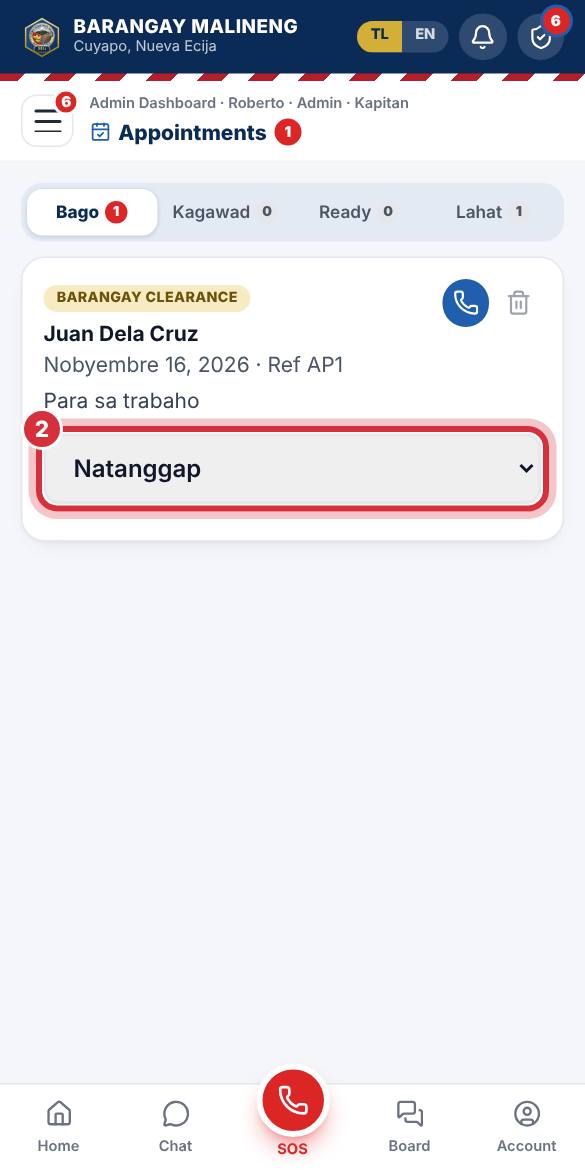 BARANGAY MALINENG
Cuyapo, Nueva Ecija
TL EN
6
6
Admin Dashboard · Roberto · Admin · Kapitan
Appointments 1
Bago 1 Kagawad 0 Ready 0 Lahat 1
BARANGAY CLEARANCE
Juan Dela Cruz
Nobyembre 16, 2026 · Ref AP1
Para sa trabaho
2
Natanggap
Home Chat SOS Board Account